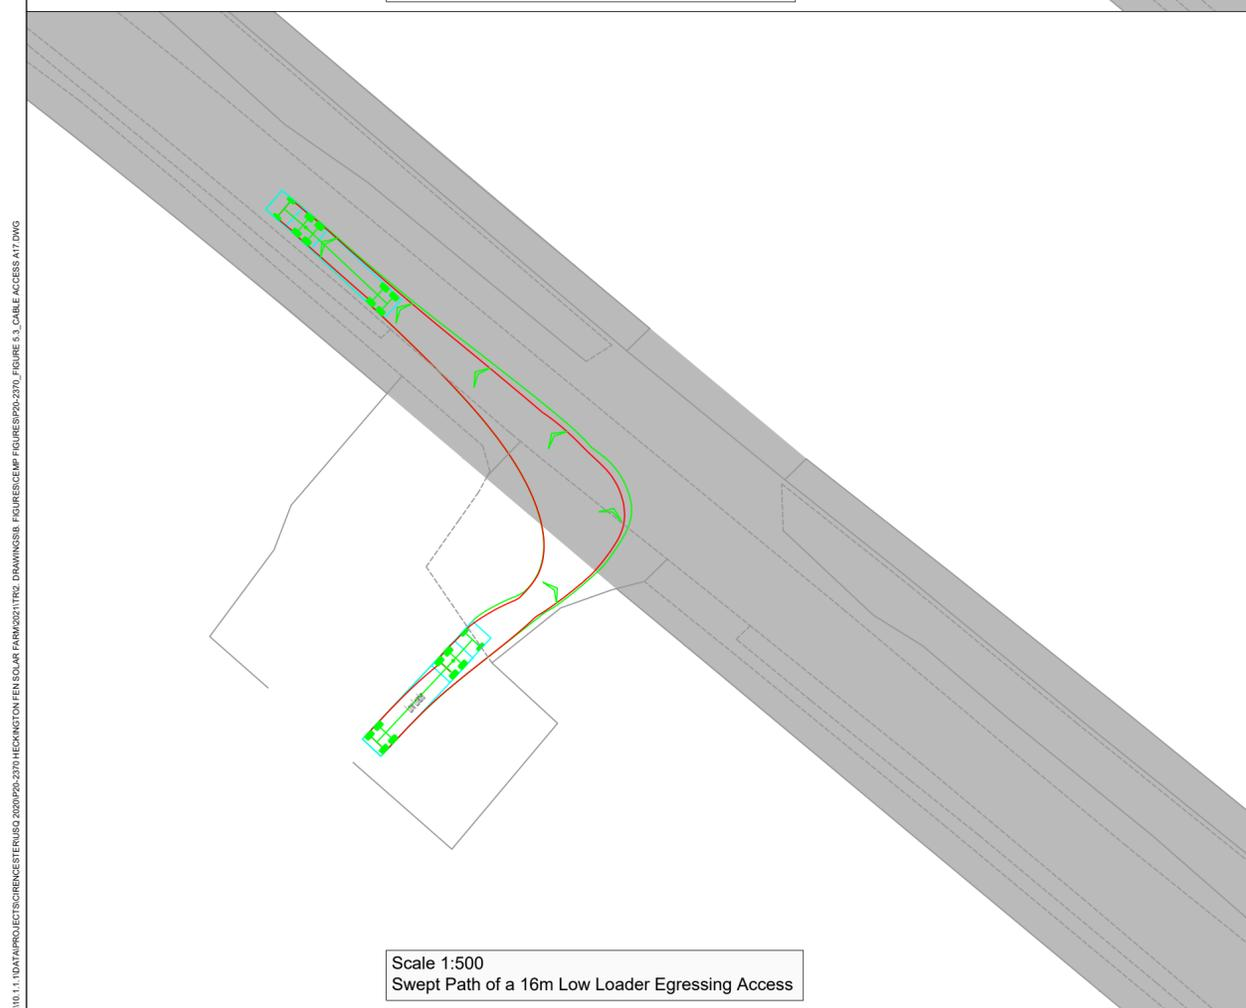 \\10.1.1.1\DATA\PROJECTS\CIRENCESTER\USQ 2020\P20-2370 HECKINGTON FEN SOLAR FARM\2021\TR\2. DRAWINGS\B. FIGURES\CEMP FIGURES\P20-2370_FIGURE 5.3_CABLE ACCESS A17.DWG
Scale 1:500
Swept Path of a 16m Low Loader Egressing Access